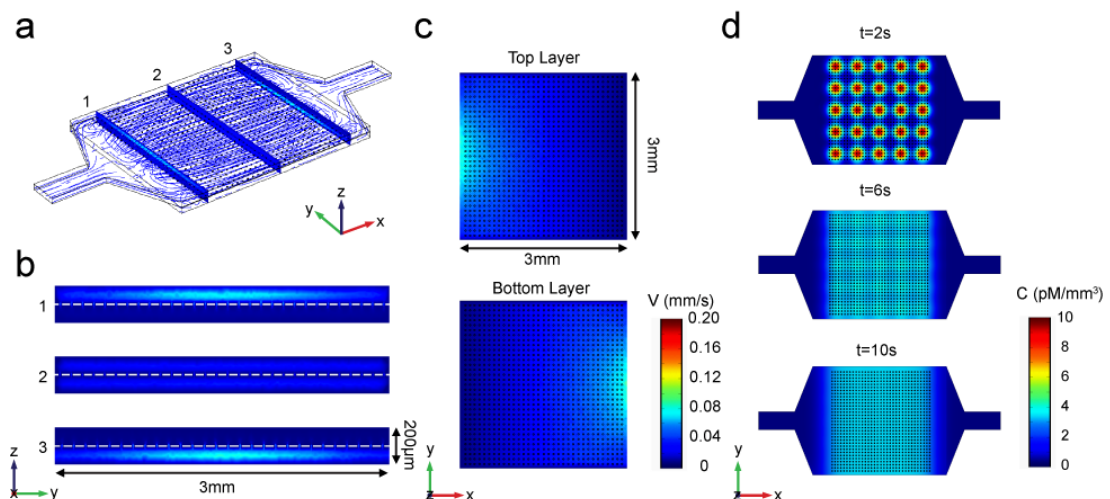 a
1
2
3
z
y
x
b
1
2
3
200µm
3mm
z
x
y
c
Top Layer
3mm
3mm
Bottom Layer
V (mm/s)
0.20
0.16
0.12
0.08
0.04
0
y
z
x
d
t=2s
t=6s
t=10s
C (pM/mm³)
10
8
6
4
2
0
y
z
x